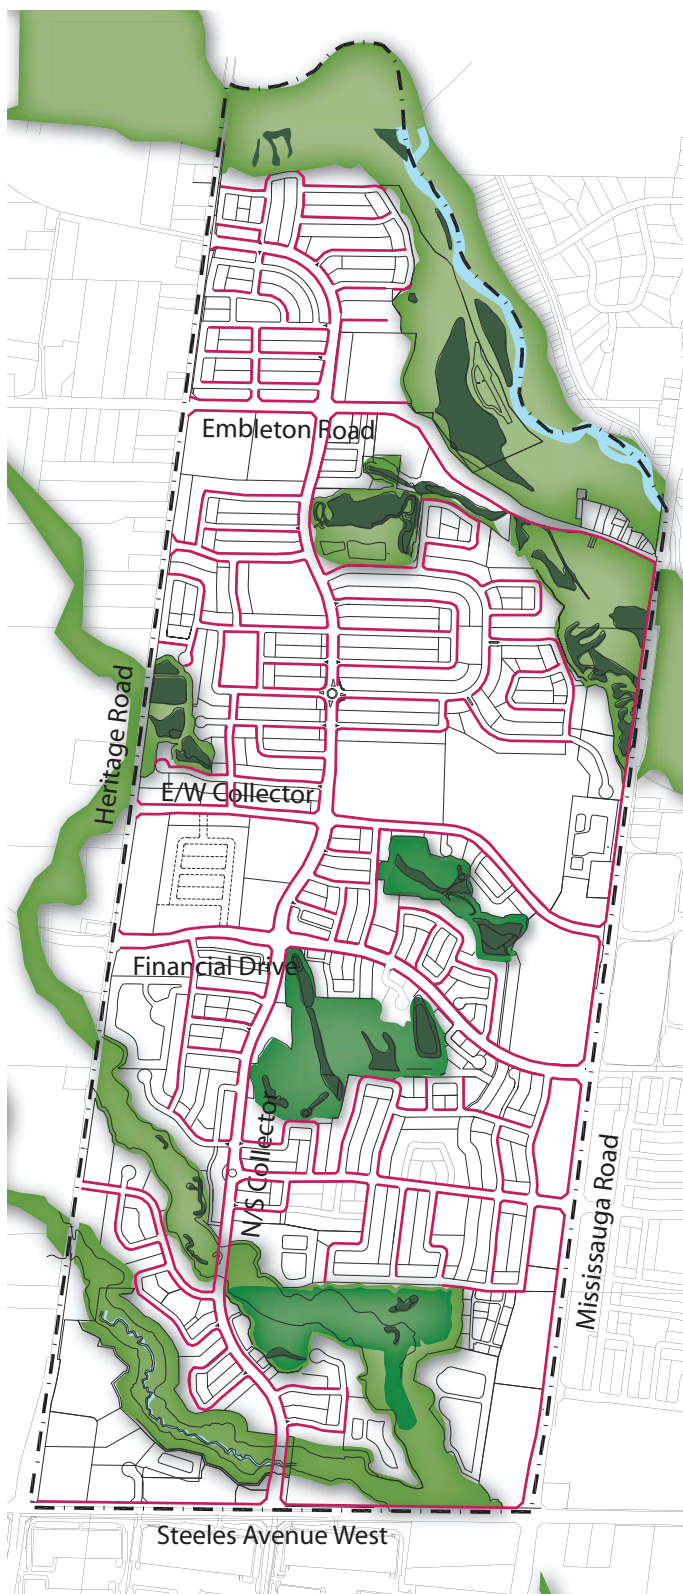 Embleton Road
Heritage Road
E/W Collector
Financial Drive
N/S Collector
Mississauga Road
Steeles Avenue West